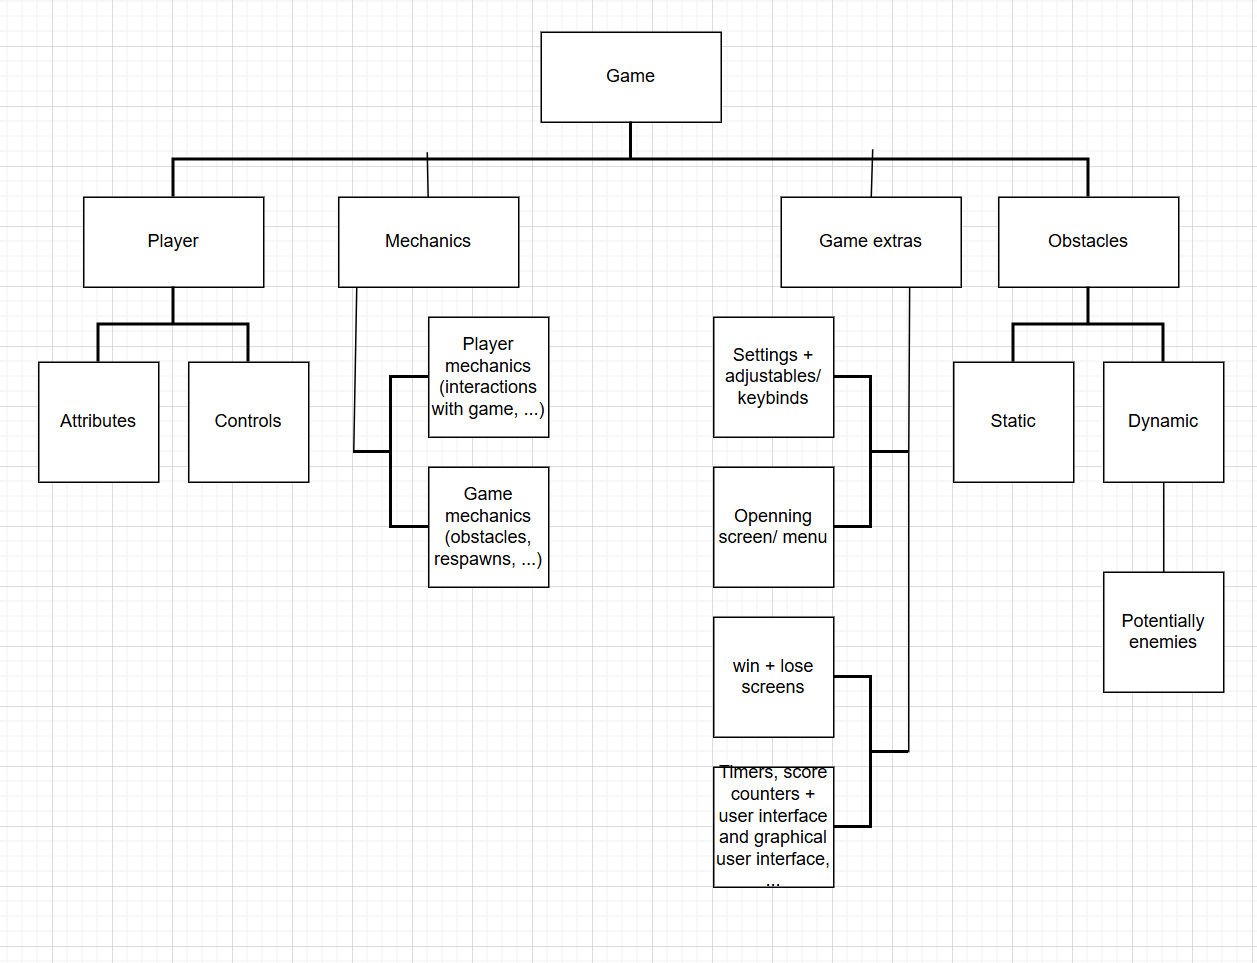 Game
Player
Mechanics
Game extras
Obstacles
Attributes
Controls
Player
mechanics
(interactions
with game, ...)
Game
mechanics
(obstacles,
respawns, ...)
Settings +
adjustables/
keybinds
Openning
screen/ menu
win + lose
screens
Timers, score
counters +
user interface
and graphical
user interface,
...
Static
Dynamic
Potentially
enemies